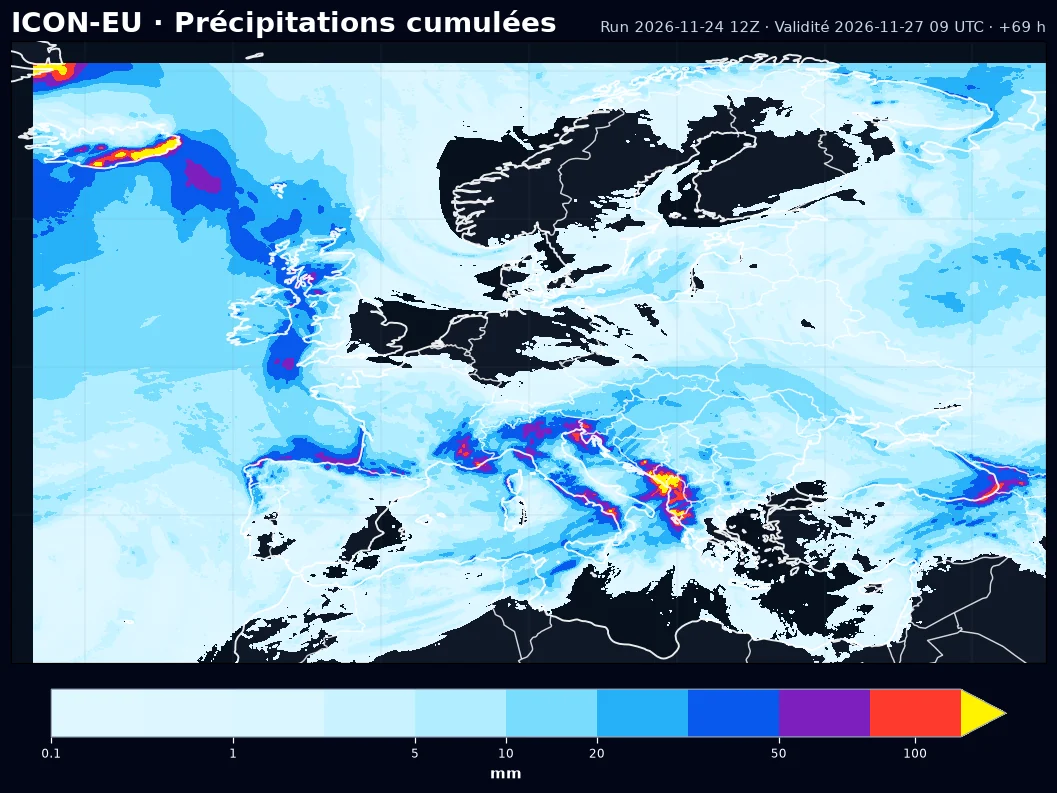 ICON-EU · Précipitations cumulées
Run 2026-11-24 12Z · Validité 2026-11-27 09 UTC · +69 h
0.1 1 5 10 20 50 100
mm